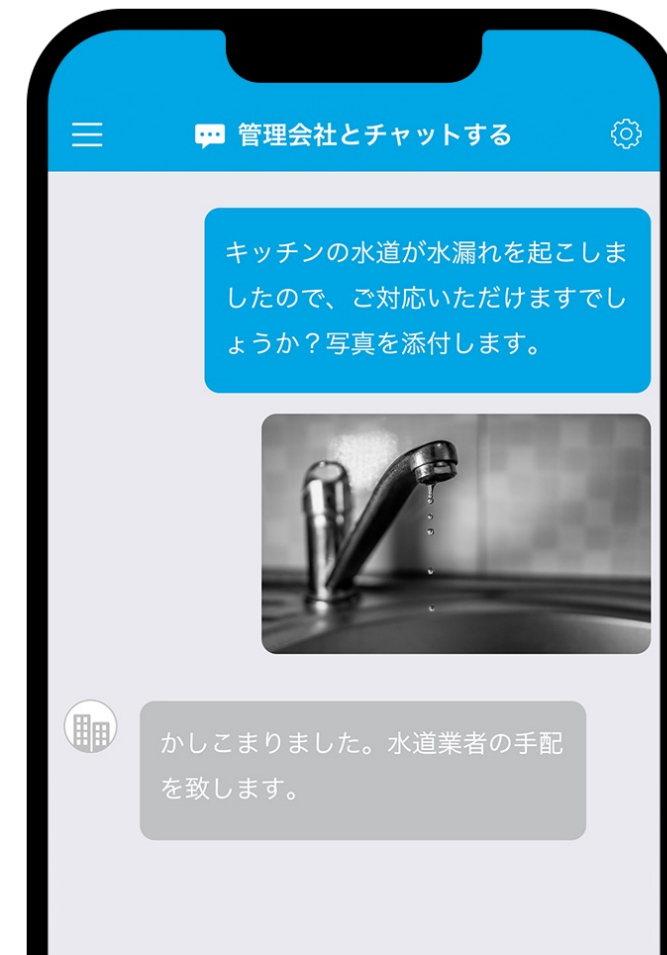 管理会社とチャットする
キッチンの水道が水漏れを起こしま
したので、ご対応いただけますでし
ょうか？写真を添付します。
かしこまりました。水道業者の手配
を致します。